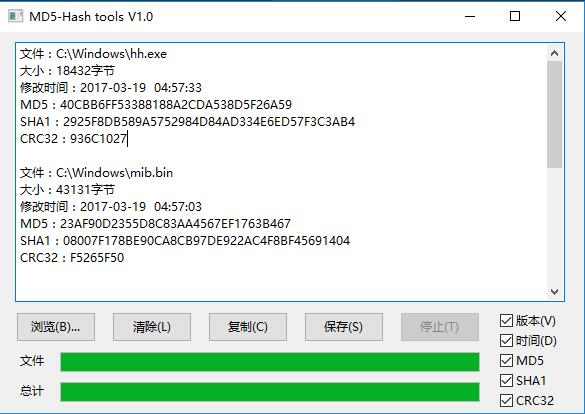 MD5-Hash tools V1.0
文件：C:\Windows\hh.exe
大小：18432字节
修改时间：2017-03-19 04:57:33
MD5：40CBB6FF53388188A2CDA538D5F26A59
SHA1：2925F8DB589A5752984D84AD334E6ED57F3C3AB4
CRC32：936C1027
文件：C:\Windows\mib.bin
大小：43131字节
修改时间：2017-03-19 04:57:03
MD5：23AF90D2355D8C83AA4567EF1763B467
SHA1：08007F178BE90CA8CB97DE922AC4F8BF45691404
CRC32：F5265F50
浏览(B)... 清除(L) 复制(C) 保存(S) 停止(T)
版本(V)
时间(D)
文件
MD5
SHA1
总计
CRC32